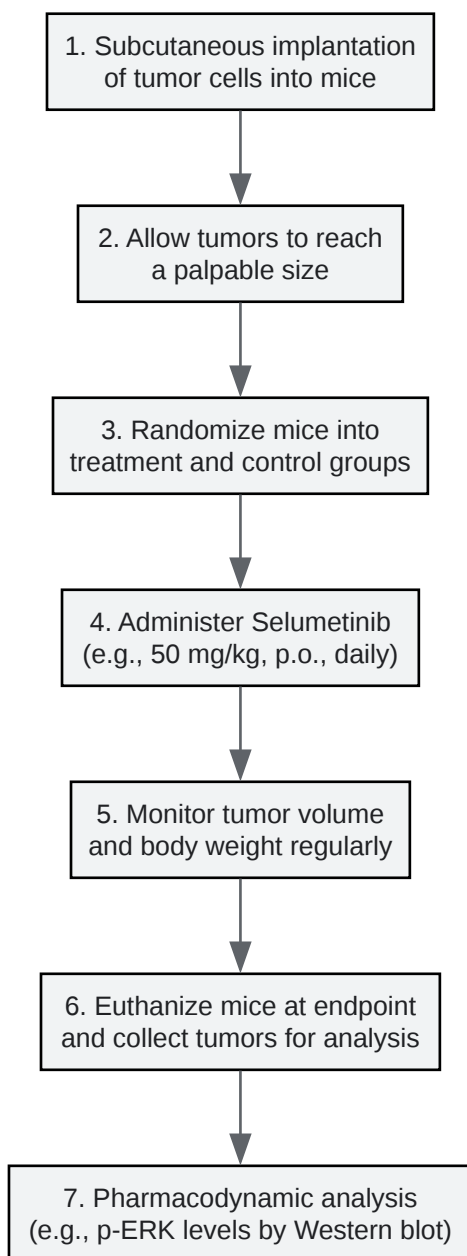 1. Subcutaneous implantation
of tumor cells into mice
2. Allow tumors to reach
a palpable size
3. Randomize mice into
treatment and control groups
4. Administer Selumetinib
(e.g., 50 mg/kg, p.o., daily)
5. Monitor tumor volume
and body weight regularly
6. Euthanize mice at endpoint
and collect tumors for analysis
7. Pharmacodynamic analysis
(e.g., p-ERK levels by Western blot)